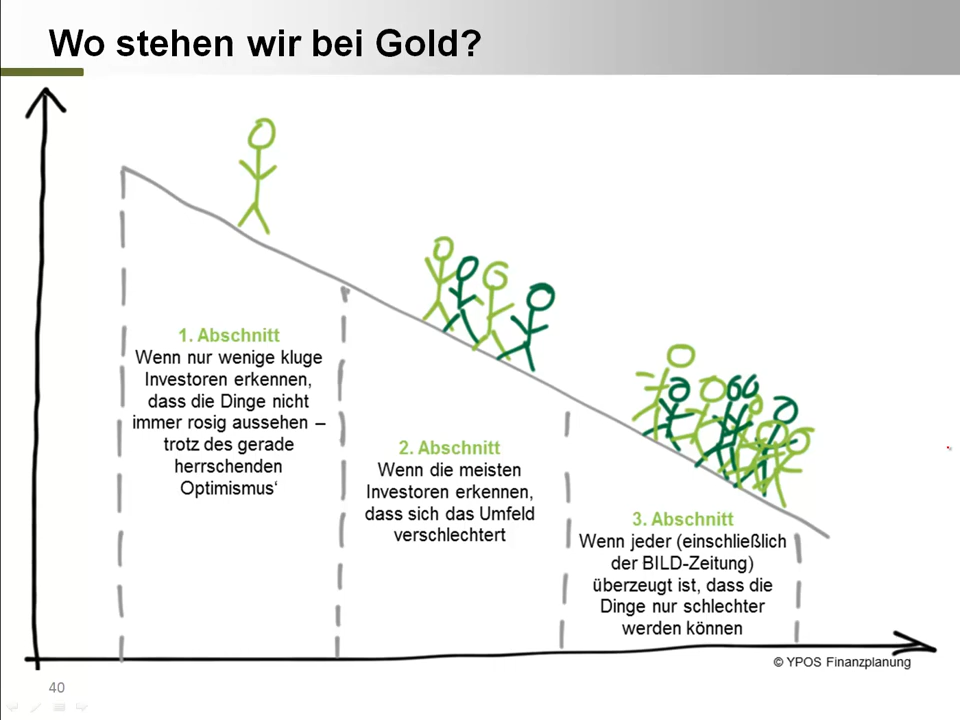 Wo stehen wir bei Gold?
1. Abschnitt
Wenn nur wenige kluge
Investoren erkennen,
dass die Dinge nicht
immer rosig aussehen –
trotz des gerade
herrschenden
Optimismus‘
2. Abschnitt
Wenn die meisten
Investoren erkennen,
dass sich das Umfeld
verschlechtert
3. Abschnitt
Wenn jeder (einschließlich
der BILD-Zeitung)
überzeugt ist, dass die
Dinge nur schlechter
werden können
© YPOS Finanzplanung
40